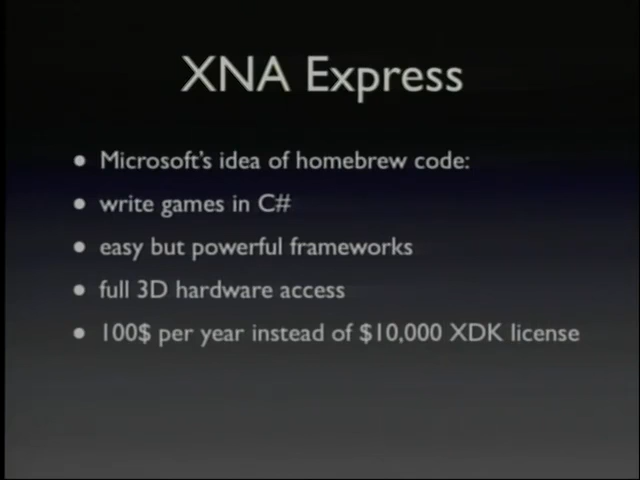 XNA Express
• Microsoft's idea of homebrew code:
• write games in C#
• easy but powerful frameworks
• full 3D hardware access
• 100$ per year instead of $10,000 XDK license